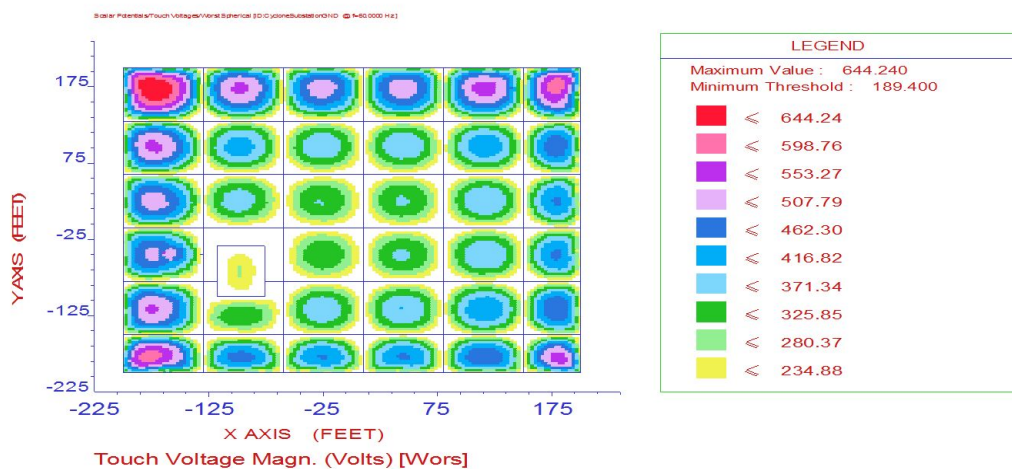 Scalar Potentials/Touch Voltages/Worst Spherical [ID:CycloneSubstationGND @ f=60.0000 Hz]
LEGEND
Maximum Value : 644.240
Minimum Threshold : 189.400
≤ 644.24
≤ 598.76
≤ 553.27
≤ 507.79
≤ 462.30
≤ 416.82
≤ 371.34
≤ 325.85
≤ 280.37
≤ 234.88
175
75
-25
-125
-225
Y AXIS (FEET)
-225 -125 -25 75 175
X AXIS (FEET)
Touch Voltage Magn. (Volts) [Wors]